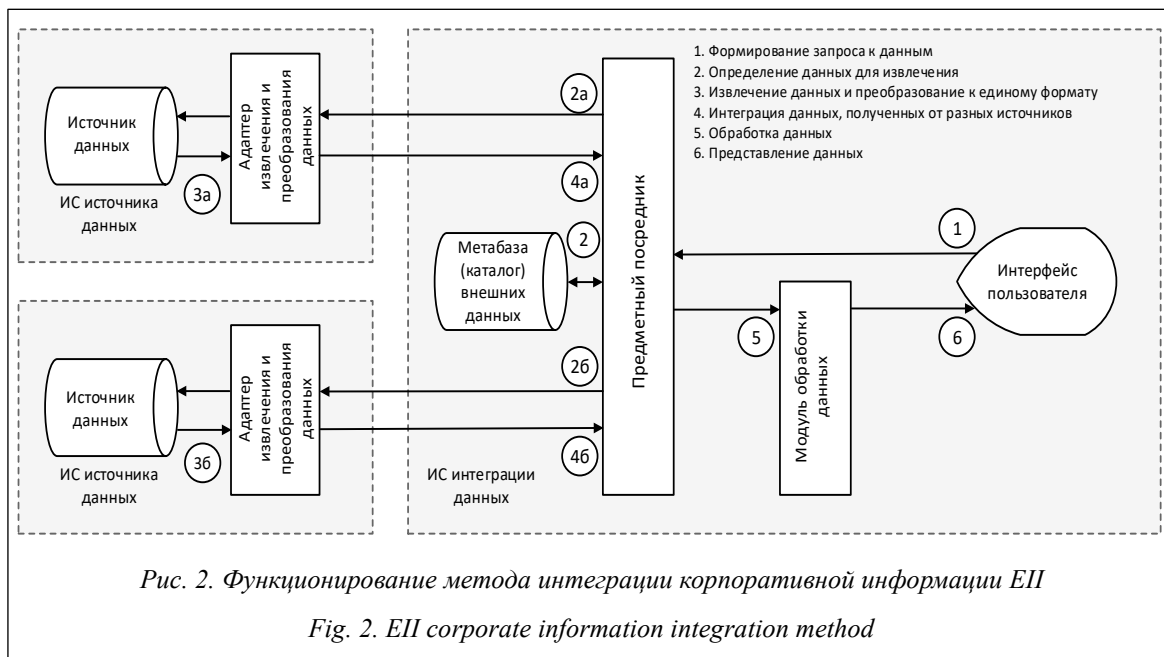 Источник
данных
3а
ИС источника
данных
Адаптер
извлечения и
преобразования
данных
Источник
данных
3б
ИС источника
данных
Адаптер
извлечения и
преобразования
данных
2а
4а
Метабаза
(каталог)
внешних
данных
2
2б
4б
ИС интеграции
данных
Предметный посредник
1. Формирование запроса к данным
2. Определение данных для извлечения
3. Извлечение данных и преобразование к единому формату
4. Интеграция данных, полученных от разных источников
5. Обработка данных
6. Представление данных
1
Интерфейс
пользователя
5
Модуль обработки
данных
6
Рис. 2. Функционирование метода интеграции корпоративной информации EII
Fig. 2. EII corporate information integration method